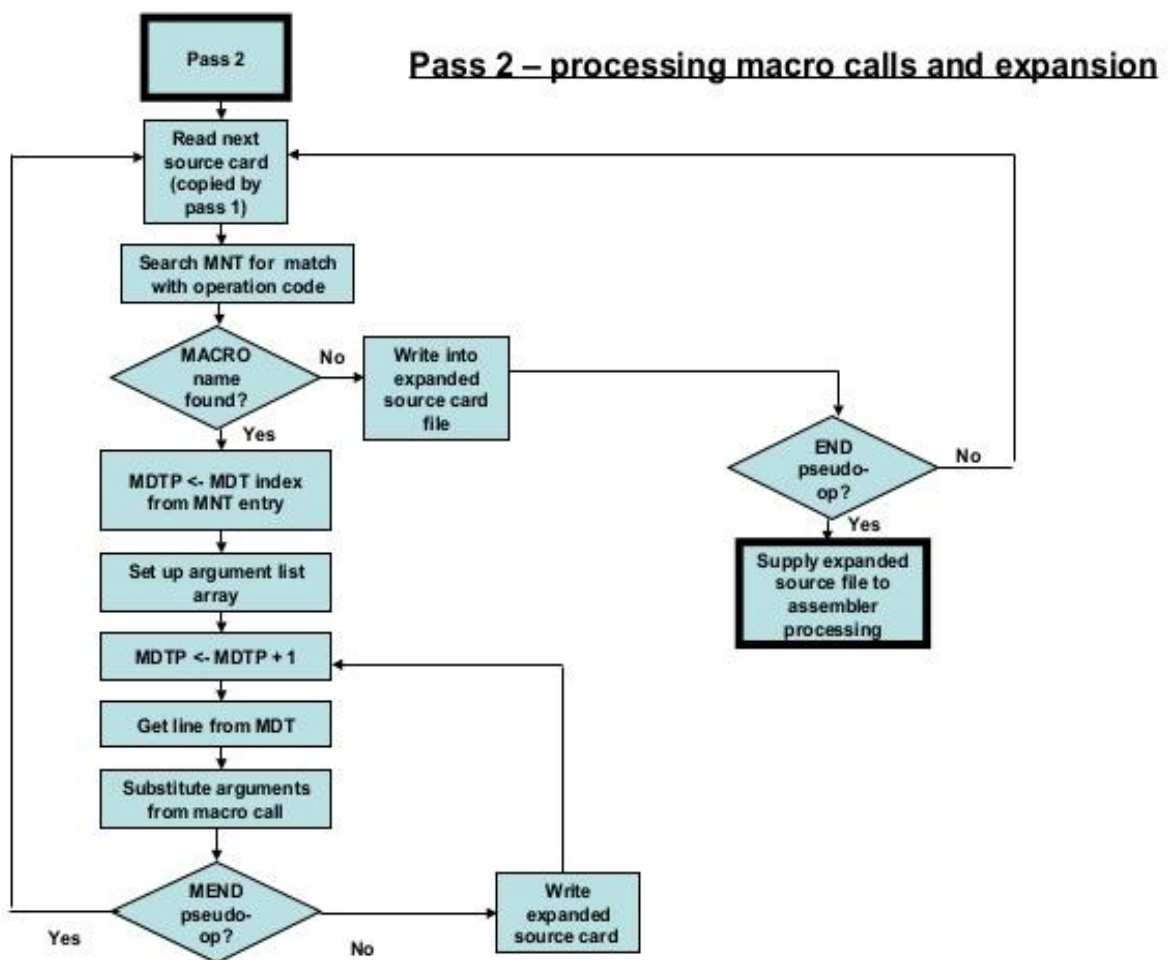 Pass 2
Pass 2 – processing macro calls and expansion
Read next
source card
(copied by
pass 1)
Search MNT for match
with operation code
MACRO
name
found?
No
Write into
expanded
source card
file
Yes
END
pseudo-
op?
No
Yes
Supply expanded
source file to
assembler
processing
MDTP <- MDT index
from MNT entry
Set up argument list
array
MDTP <- MDTP + 1
Get line from MDT
Substitute arguments
from macro call
MEND
pseudo-
op?
Yes
No
Write
expanded
source card